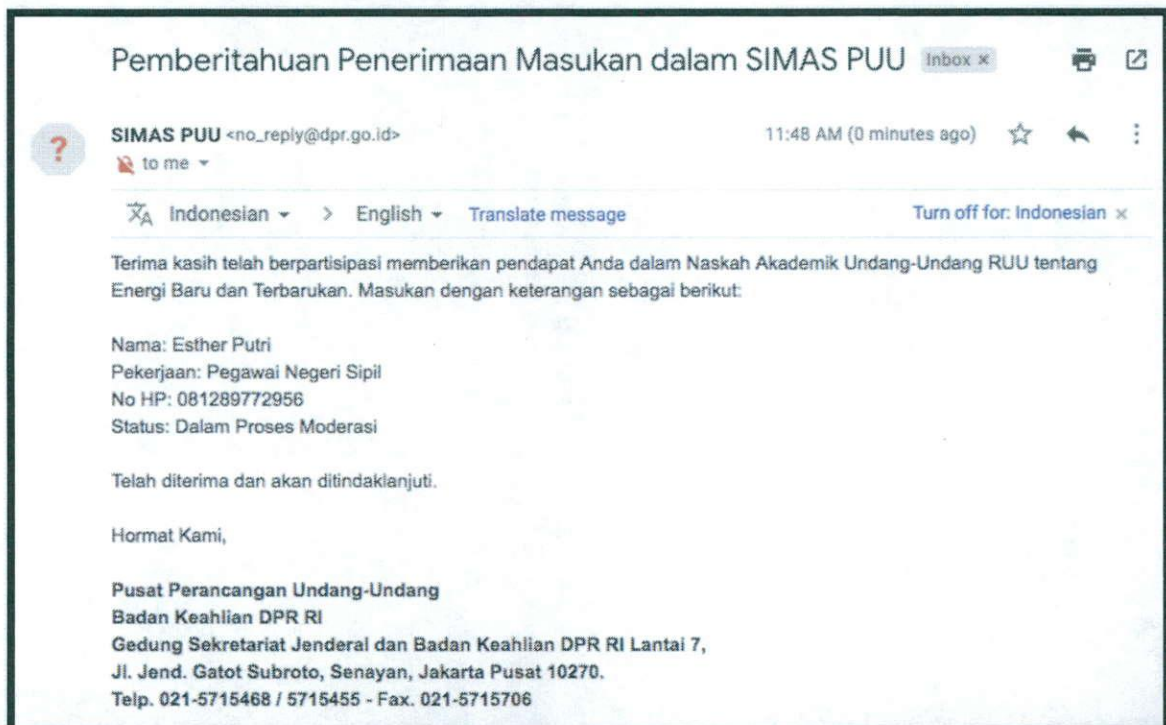 Pemberitahuan Penerimaan Masukan dalam SIMAS PUU Inbox ×
?
SIMAS PUU <no_reply@dpr.go.id> 11:48 AM (0 minutes ago)
to me
Indonesian > English Translate message Turn off for: Indonesian ×
Terima kasih telah berpartisipasi memberikan pendapat Anda dalam Naskah Akademik Undang-Undang RUU tentang
Energi Baru dan Terbarukan. Masukan dengan keterangan sebagai berikut:
Nama: Esther Putri
Pekerjaan: Pegawai Negeri Sipil
No HP: 081289772956
Status: Dalam Proses Moderasi
Telah diterima dan akan ditindaklanjuti.
Hormat Kami,
Pusat Perancangan Undang-Undang
Badan Keahlian DPR RI
Gedung Sekretariat Jenderal dan Badan Keahlian DPR RI Lantai 7,
Jl. Jend. Gatot Subroto, Senayan, Jakarta Pusat 10270.
Telp. 021-5715468 / 5715455 - Fax. 021-5715706